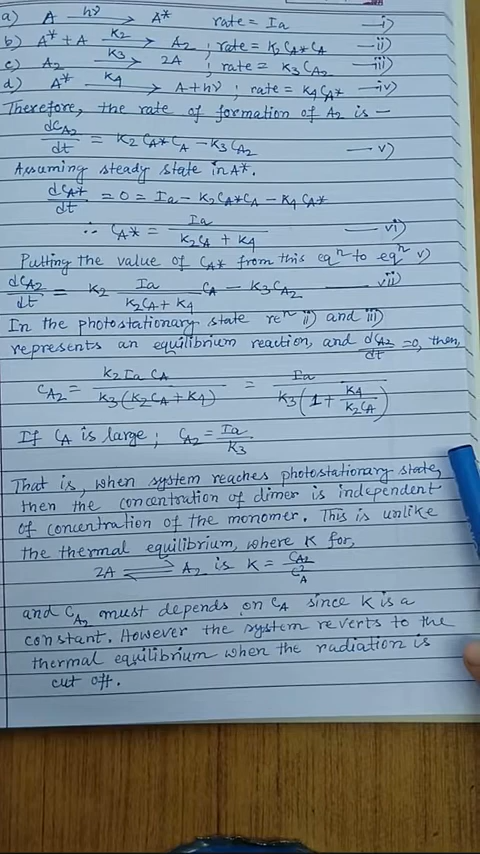 a) A —hν→ A* rate = Ia —i)
b) A* + A —K2→ A2 ; rate = K2 CA* CA —ii)
c) A2 —K3→ 2A ; rate = K3 CA2 —iii)
d) A* —K4→ A + hν ; rate = K4 CA* —iv)
Therefore, the rate of formation of A2 is —
dCA2/dt = K2 CA* CA - K3 CA2 —v)
Assuming steady state in A*.
dCA*/dt = 0 = Ia - K2 CA* CA - K4 CA*
∴ CA* = Ia / (K2 CA + K4) —vi)
Putting the value of CA* from this eqn to eqn v)
dCA2/dt = K2 Ia / (K2 CA + K4) CA - K3 CA2 —vii)
In the photostationary state ren ii) and iii)
represents an equilibrium reaction, and dCA2/dt = 0, then,
CA2 = K2 Ia CA / K3 (K2 CA + K4) = Ia / K3 (1 + K4 / K2 CA)
If CA is large ; CA2 = Ia / K3
That is, when system reaches photostationary state,
then the concentration of dimer is independent
of concentration of the monomer. This is unlike
the thermal equilibrium, where K for,
2A ⇌ A2 is K = CA2 / C²A
and CA2 must depends on CA since K is a
constant. However the system reverts to the
thermal equilibrium when the radiation is
cut off.